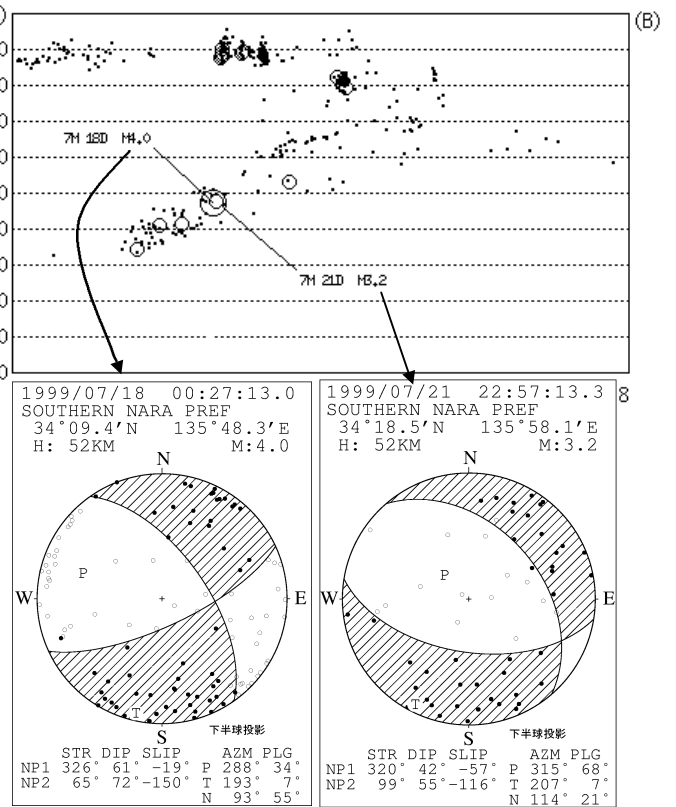 (B)
7M 18D M4.0
7M 21D M3.2
1999/07/18 00:27:13.0
SOUTHERN NARA PREF
34°09.4'N 135°48.3'E
H: 52KM M:4.0
N
P
W
E
T
S
下半球投影
STR DIP SLIP AZM PLG
NP1 326° 61° -19° P 288° 34°
NP2 65° 72° -150° T 193° 7°
N 93° 55°
1999/07/21 22:57:13.3
8
SOUTHERN NARA PREF
34°18.5'N 135°58.1'E
H: 52KM M:3.2
N
P
W
E
T
S
下半球投影
STR DIP SLIP AZM PLG
NP1 320° 42° -57° P 315° 68°
NP2 99° 55° -116° T 207° 7°
N 114° 21°